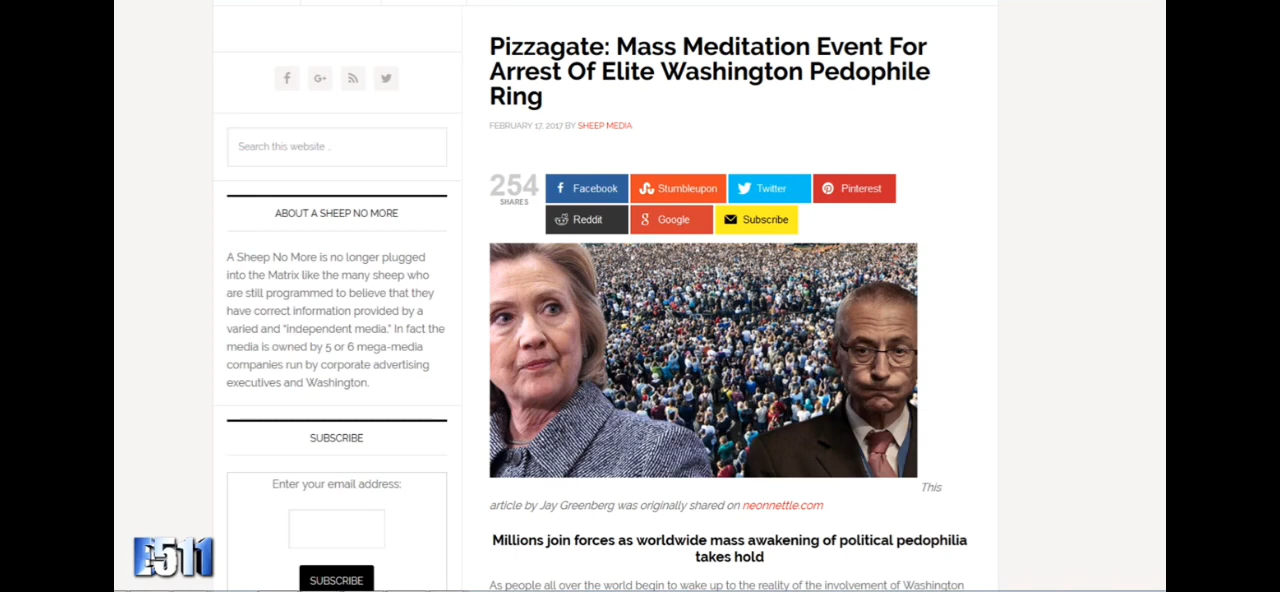 Pizzagate: Mass Meditation Event For
Arrest Of Elite Washington Pedophile
Ring
FEBRUARY 17, 2017 BY SHEEP MEDIA
Search this website ..
254
SHARES
Facebook
Stumbleupon
Twitter
Pinterest
Reddit
Google
Subscribe
ABOUT A SHEEP NO MORE
A Sheep No More is no longer plugged
into the Matrix like the many sheep who
are still programmed to believe that they
have correct information provided by a
varied and "independent media." In fact the
media is owned by 5 or 6 mega-media
companies run by corporate advertising
executives and Washington.
SUBSCRIBE
Enter your email address:
SUBSCRIBE
This
article by Jay Greenberg was originally shared on neonnettle.com
Millions join forces as worldwide mass awakening of political pedophilia
takes hold
As people all over the world begin to wake up to the reality of the involvement of Washington
E511